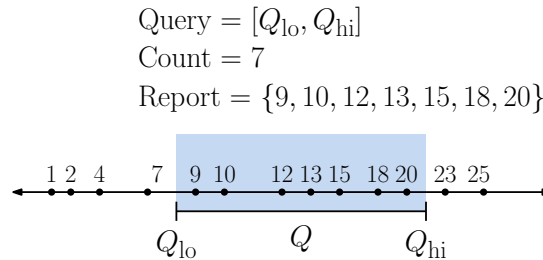 Query = [Q_lo, Q_hi]
Count = 7
Report = {9, 10, 12, 13, 15, 18, 20}
1 2 4 7 9 10 12 13 15 18 20 23 25
Q_lo Q Q_hi